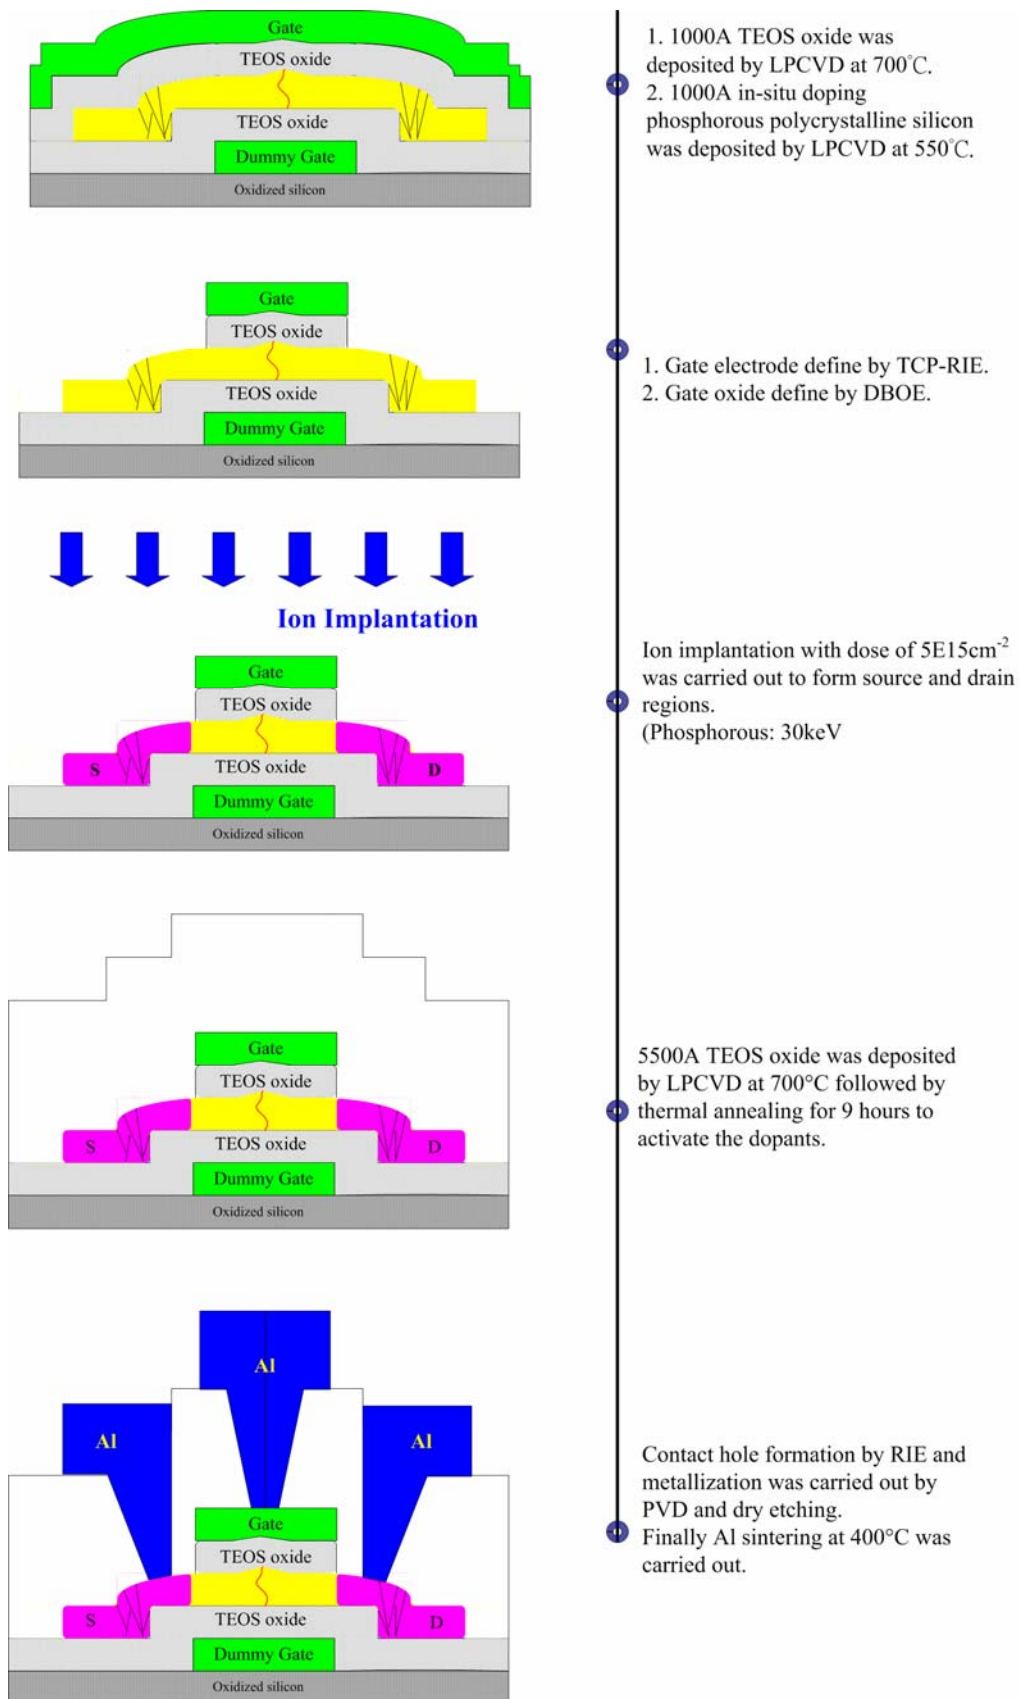 Gate
TEOS oxide
TEOS oxide
Dummy Gate
Oxidized silicon
1. 1000A TEOS oxide was
deposited by LPCVD at 700℃.
2. 1000A in-situ doping
phosphorous polycrystalline silicon
was deposited by LPCVD at 550℃.
Gate
TEOS oxide
TEOS oxide
Dummy Gate
Oxidized silicon
1. Gate electrode define by TCP-RIE.
2. Gate oxide define by DBOE.
Ion Implantation
Gate
TEOS oxide
S TEOS oxide D
Dummy Gate
Oxidized silicon
Ion implantation with dose of 5E15cm⁻²
was carried out to form source and drain
regions.
(Phosphorous: 30keV
Gate
TEOS oxide
S TEOS oxide D
Dummy Gate
Oxidized silicon
5500A TEOS oxide was deposited
by LPCVD at 700°C followed by
thermal annealing for 9 hours to
activate the dopants.
Al
Al Al
Gate
TEOS oxide
S TEOS oxide D
Dummy Gate
Oxidized silicon
Contact hole formation by RIE and
metallization was carried out by
PVD and dry etching.
Finally Al sintering at 400°C was
carried out.